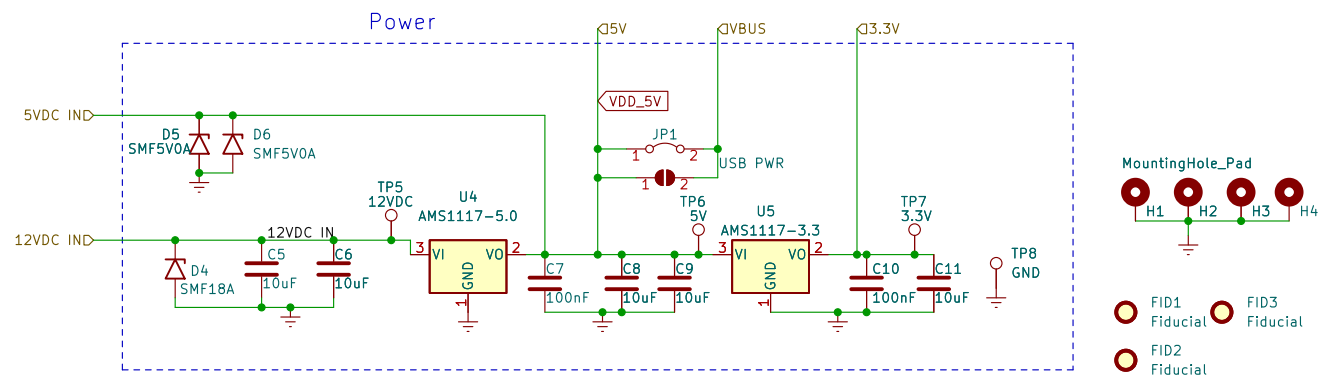 Power
5V
VBUS
3.3V
VDD_5V
5VDC IN
D5
SMF5V0A
D6
SMF5V0A
JP1
1 2
USB PWR
1 2
MountingHole_Pad
H1 H2 H3 H4
TP5
12VDC
U4
AMS1117-5.0
TP6
5V
U5
AMS1117-3.3
TP7
3.3V
12VDC IN
12VDC IN
3 VI VO 2
GND
1
3 VI VO 2
GND
1
D4
SMF18A
C5
10uF
C6
10uF
C7
100nF
C8
10uF
C9
10uF
C10
100nF
C11
10uF
TP8
GND
FID1
Fiducial
FID3
Fiducial
FID2
Fiducial